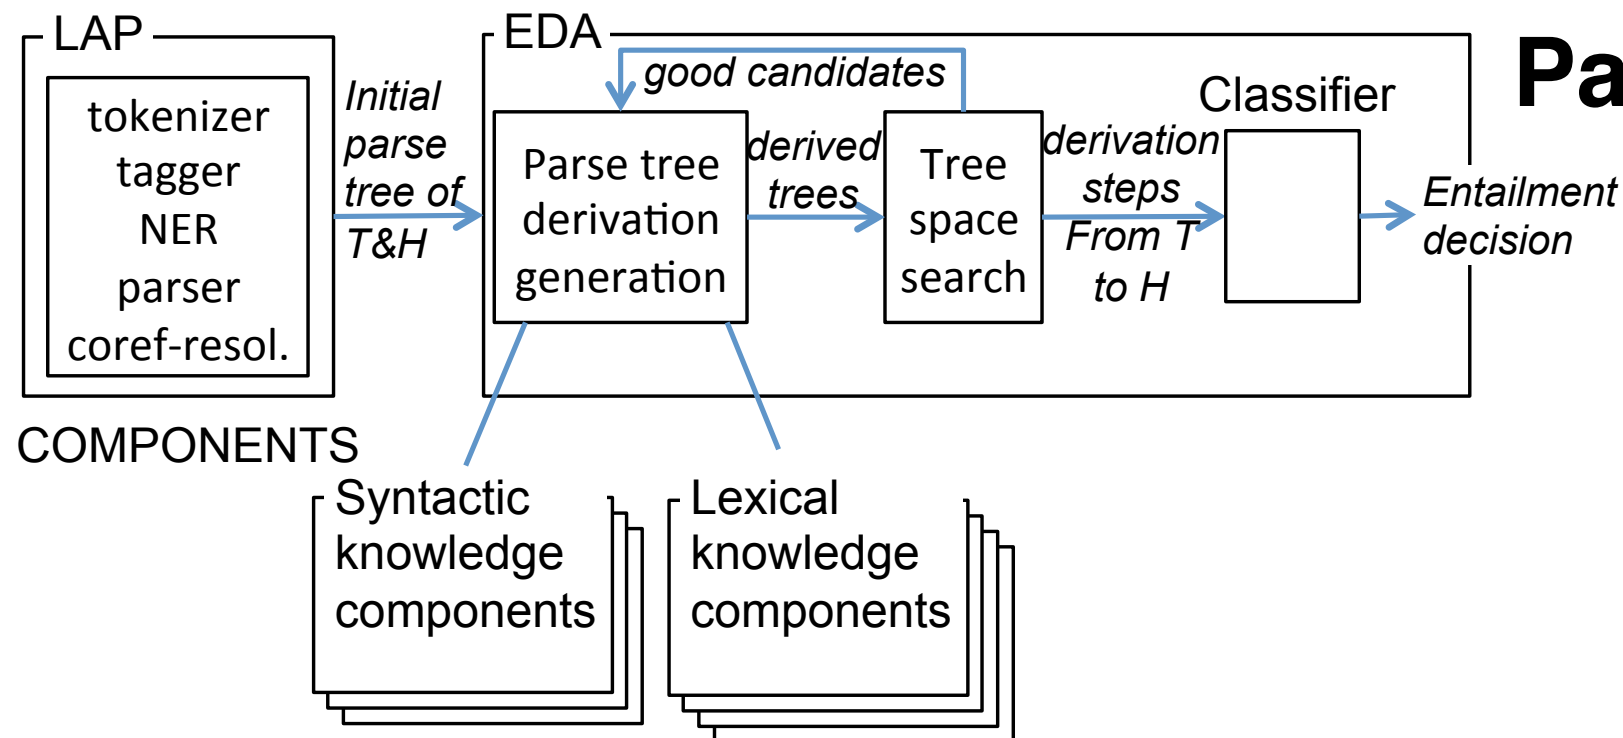 LAP
tokenizer
tagger
NER
parser
coref-resol.
Initial
parse
tree of
T&H
EDA
good candidates
Parse tree
derivation
generation
derived
trees
Tree
space
search
derivation
steps
From T
to H
Classifier
Entailment
decision
Pa
COMPONENTS
Syntactic
knowledge
components
Lexical
knowledge
components